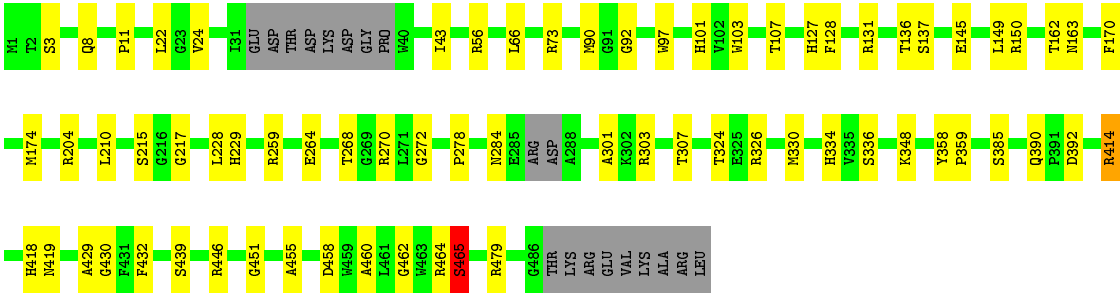 M1 T2 S3 Q8 P11 L22 G23 V24 I31 GLU ASP THR ASP LYS ASP GLY PRO W40 I43 R56 L66 R73 M90 G91 G92 W97 H101 V102 W103 T107 H127 F128 R131 T136 S137 E145 L149 R150 T162 N163 F170
M174 R204 L210 S215 G216 G217 L228 H229 R259 E264 T268 G269 R270 L271 G272 P278 N284 E285 ARG ASP A288 A301 K302 R303 T307 T324 E325 R326 M330 H334 V335 S336 K348 Y358 P359 S385 Q390 P391 D392 R414
H418 N419 A429 G430 F431 F432 S439 R446 G451 A455 D458 W459 A460 L461 G462 W463 R464 S465 R479 G486 THR LYS ARG GLU VAL LYS ALA ARG LEU